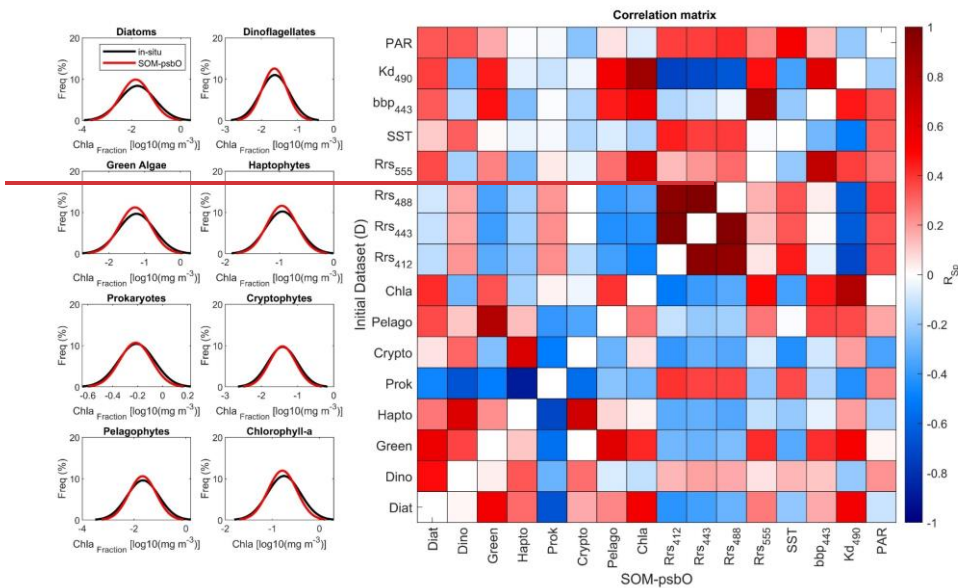 Diatoms
Freq (%)
20
10
0
in-situ
SOM-psbO
-4 -2 0
Chla Fraction [log10(mg m-3)]
Dinoflagellates
20
10
0
-3 -2 -1 0
Chla Fraction [log10(mg m-3)]
Green Algae
Freq (%)
20
10
0
-2 -1 0
Chla Fraction [log10(mg m-3)]
Haptophytes
20
10
0
-2 -1 0
Chla Fraction [log10(mg m-3)]
Prokaryotes
Freq (%)
20
10
0
-0.6 -0.4 -0.2 0 0.2
Chla Fraction [log10(mg m-3)]
Cryptophytes
20
10
0
-3 -2 -1 0
Chla Fraction [log10(mg m-3)]
Pelagophytes
Freq (%)
20
10
0
-4 -2 0
Chla Fraction [log10(mg m-3)]
Chlorophyll-a
20
10
0
-2 -1 0
Chla [log10(mg m-3)]
Correlation matrix
Initial Dataset (D)
PAR
Kd490
bbp443
SST
Rrs555
Rrs488
Rrs443
Rrs412
Chla
Pelago
Crypto
Prok
Hapto
Green
Dino
Diat
Diat Dino Green Hapto Prok Crypto Pelago Chla Rrs412 Rrs443 Rrs488 Rrs555 SST bbp443 Kd490 PAR
SOM-psbO
1
0.8
0.6
0.4
0.2
0
-0.2
-0.4
-0.6
-0.8
-1
RSp